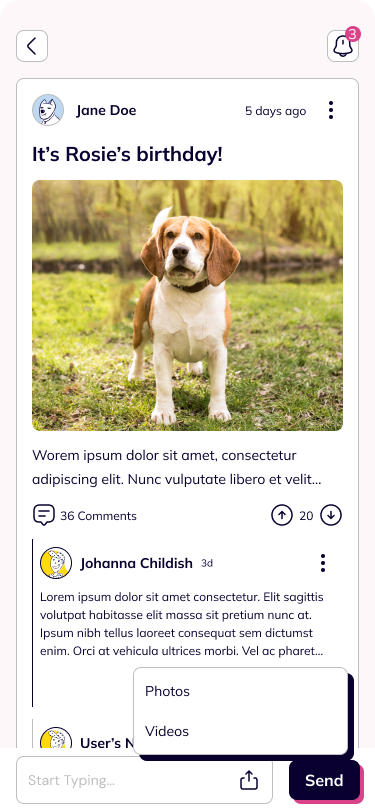 3
Jane Doe
5 days ago
It’s Rosie’s birthday!
Worem ipsum dolor sit amet, consectetur
adipiscing elit. Nunc vulputate libero et velit...
36 Comments
20
Johanna Childish 3d
Lorem ipsum dolor sit amet consectetur. Elit sagittis
volutpat habitasse elit massa sit pretium nunc at.
Ipsum nibh tellus laoreet consequat sem dictumst
enim. Orci at vehicula ultrices morbi. Vel ac pharet...
Photos
Videos
User’s N
Start Typing...
Send